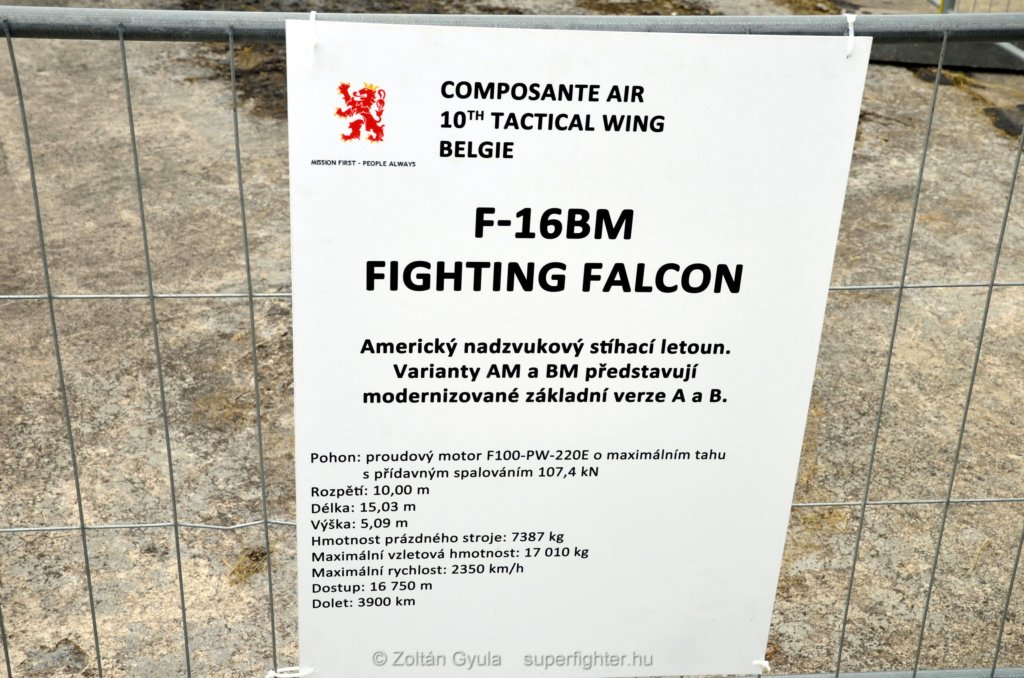 COMPOSANTE AIR
10TH TACTICAL WING
BELGIE
MISSION FIRST - PEOPLE ALWAYS
F-16BM
FIGHTING FALCON
Americký nadzvukový stíhací letoun.
Varianty AM a BM představují
modernizované základní verze A a B.
Pohon: proudový motor F100-PW-220E o maximálním tahu
s přídavným spalováním 107,4 kN
Rozpětí: 10,00 m
Délka: 15,03 m
Výška: 5,09 m
Hmotnost prázdného stroje: 7387 kg
Maximální vzletová hmotnost: 17 010 kg
Maximální rychlost: 2350 km/h
Dostup: 16 750 m
Dolet: 3900 km
© Zoltán Gyula superfighter.hu